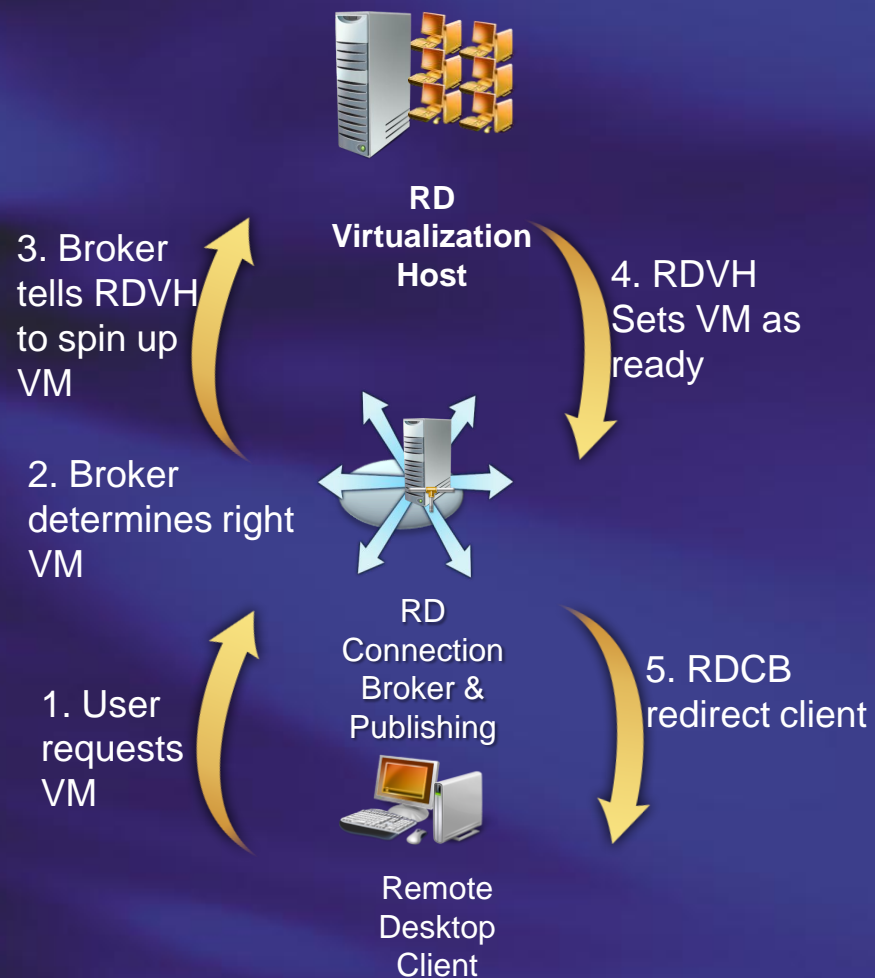 RD
Virtualization
Host
3. Broker
tells RDVH
to spin up
VM
4. RDVH
Sets VM as
ready
2. Broker
determines right
VM
RD
Connection
Broker &
Publishing
1. User
requests
VM
5. RDCB
redirect client
Remote
Desktop
Client